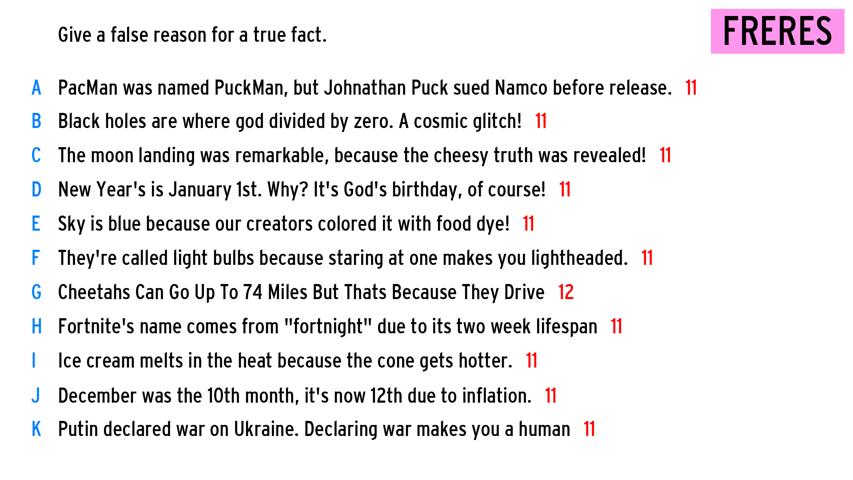 Give a false reason for a true fact.
FRERES
A PacMan was named PuckMan, but Johnathan Puck sued Namco before release. 11
B Black holes are where god divided by zero. A cosmic glitch! 11
C The moon landing was remarkable, because the cheesy truth was revealed! 11
D New Year's is January 1st. Why? It's God's birthday, of course! 11
E Sky is blue because our creators colored it with food dye! 11
F They're called light bulbs because staring at one makes you lightheaded. 11
G Cheetahs Can Go Up To 74 Miles But Thats Because They Drive 12
H Fortnite's name comes from "fortnight" due to its two week lifespan 11
I Ice cream melts in the heat because the cone gets hotter. 11
J December was the 10th month, it's now 12th due to inflation. 11
K Putin declared war on Ukraine. Declaring war makes you a human 11